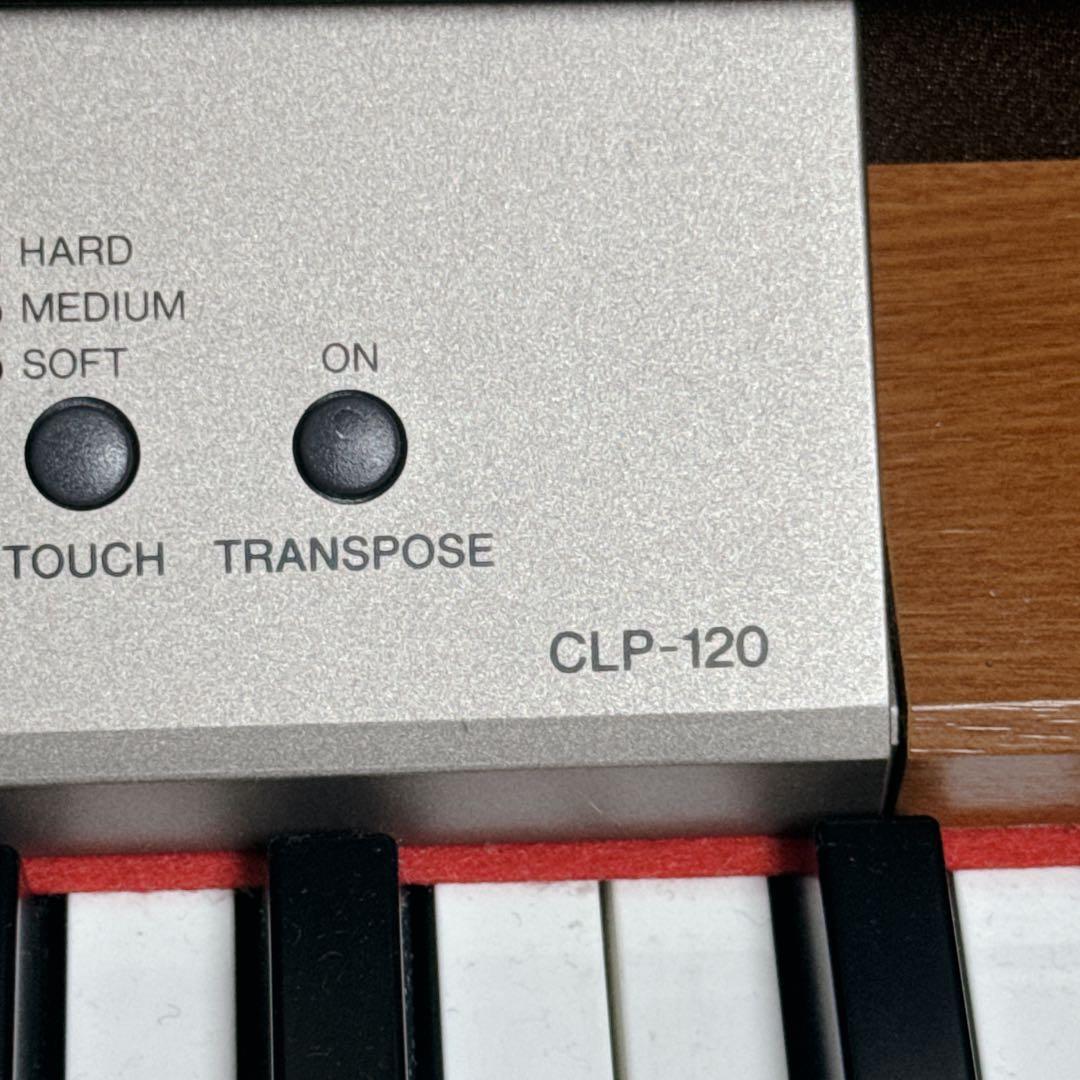 HARD
MEDIUM
SOFT
ON
TOUCH
TRANSPOSE
CLP-120